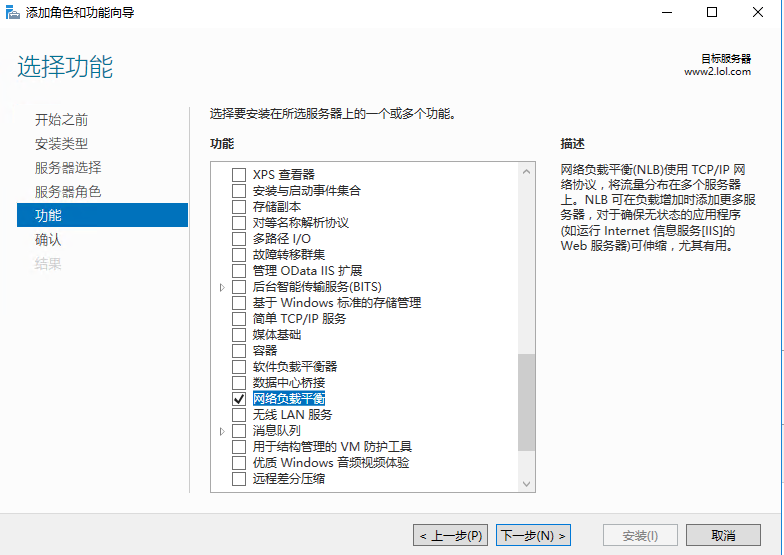 添加角色和功能向导
选择功能
目标服务器
www2.lol.com
开始之前
安装类型
服务器选择
服务器角色
功能
确认
结果
选择要安装在所选服务器上的一个或多个功能。
功能
XPS 查看器
安装与启动事件集合
存储副本
对等名称解析协议
多路径 I/O
故障转移群集
管理 OData IIS 扩展
后台智能传输服务(BITS)
基于 Windows 标准的存储管理
简单 TCP/IP 服务
媒体基础
容器
软件负载平衡器
数据中心桥接
网络负载平衡
无线 LAN 服务
消息队列
用于结构管理的 VM 防护工具
优质 Windows 音频视频体验
远程差分压缩
描述
网络负载平衡(NLB)使用 TCP/IP 网
络协议，将流量分布在多个服务器
上。NLB 可在负载增加时添加更多服
务器，对于确保无状态的应用程序
(如运行 Internet 信息服务[IIS]的
Web 服务器)可伸缩，尤其有用。
< 上一步(P)
下一步(N) >
安装(I)
取消